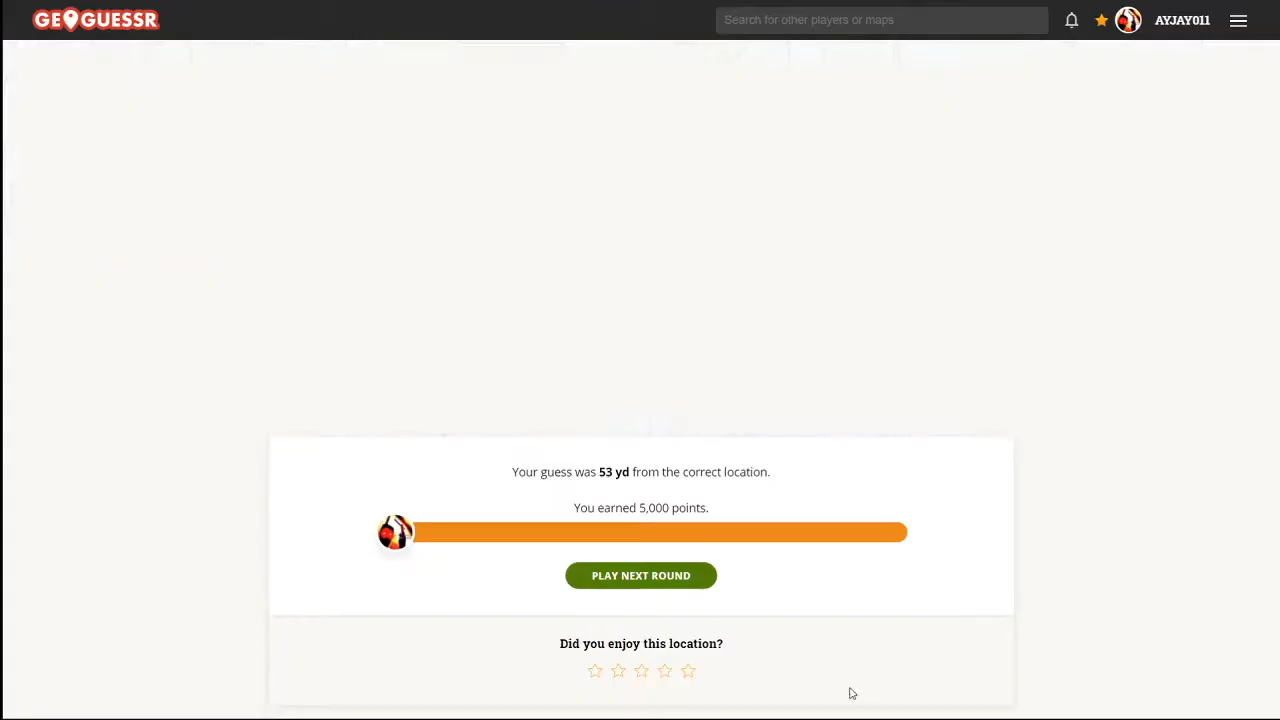 GEOGUESSR
Search for other players or maps
AYJAY011
Your guess was 53 yd from the correct location.
You earned 5,000 points.
PLAY NEXT ROUND
Did you enjoy this location?